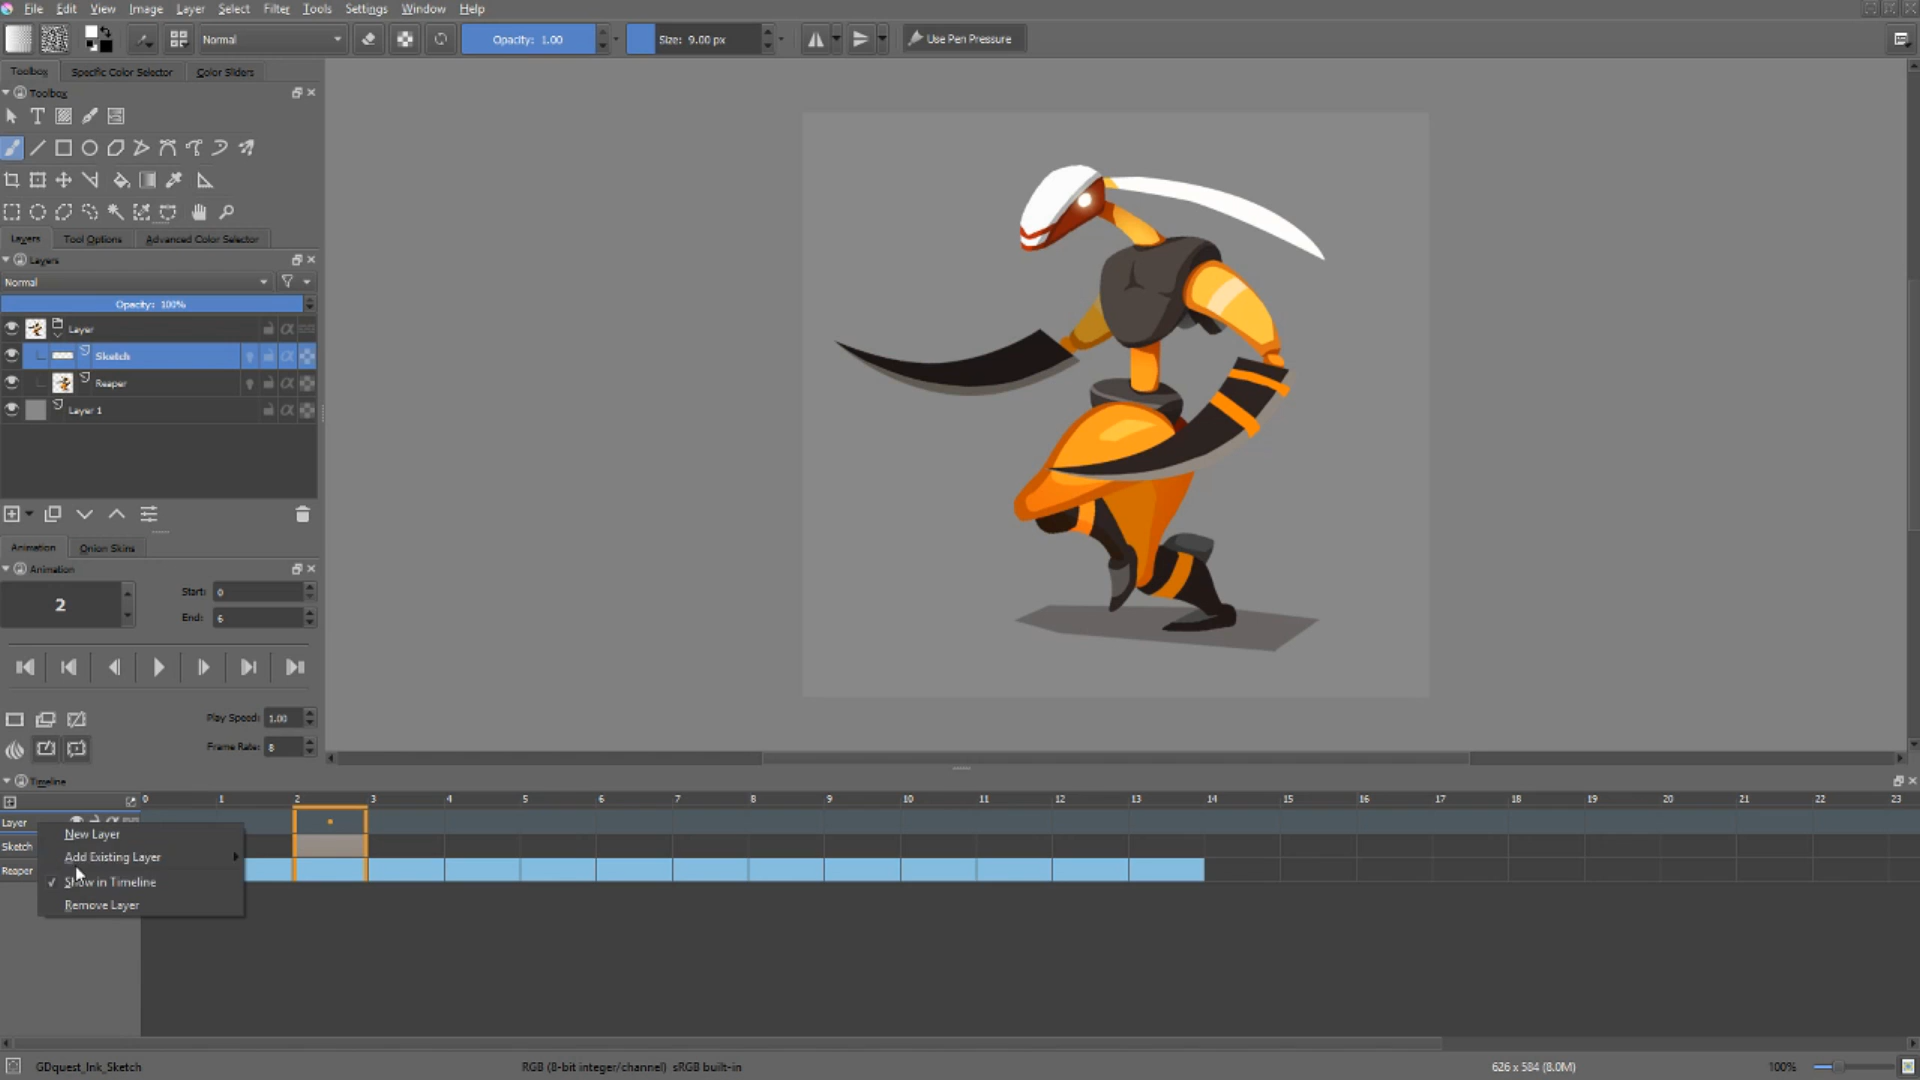 File Edit View Image Layer Select Filter Tools Settings Window Help
Normal Opacity: 1.00 Size: 9.00 px Use Pen Pressure
Toolbox Specific Color Selector Color Sliders
Toolbox
Layers Tool Options Advanced Color Selector
Layers
Normal
Opacity: 100%
Layer
Sketch
Reaper
Layer 1
Animation Onion Skins
Animation
2 Start: 0
End: 6
Play Speed: 1.00
Frame Rate: 8
Timeline
0 1 2 3 4 5 6 7 8 9 10 11 12 13 14 15 16 17 18 19 20 21 22 23
Layer
New Layer
Sketch
Add Existing Layer
Reaper
Show in Timeline
Remove Layer
GDquest_Ink_Sketch RGB (8-bit integer/channel) sRGB built-in 626 x 584 (8.0M) 100%